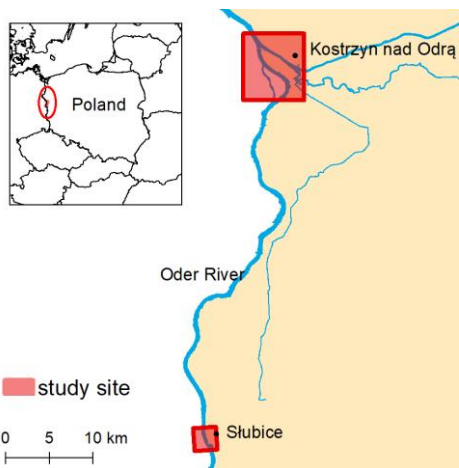 Kostrzyn nad Odrą
Poland
Oder River
study site
Słubice
0 5 10 km